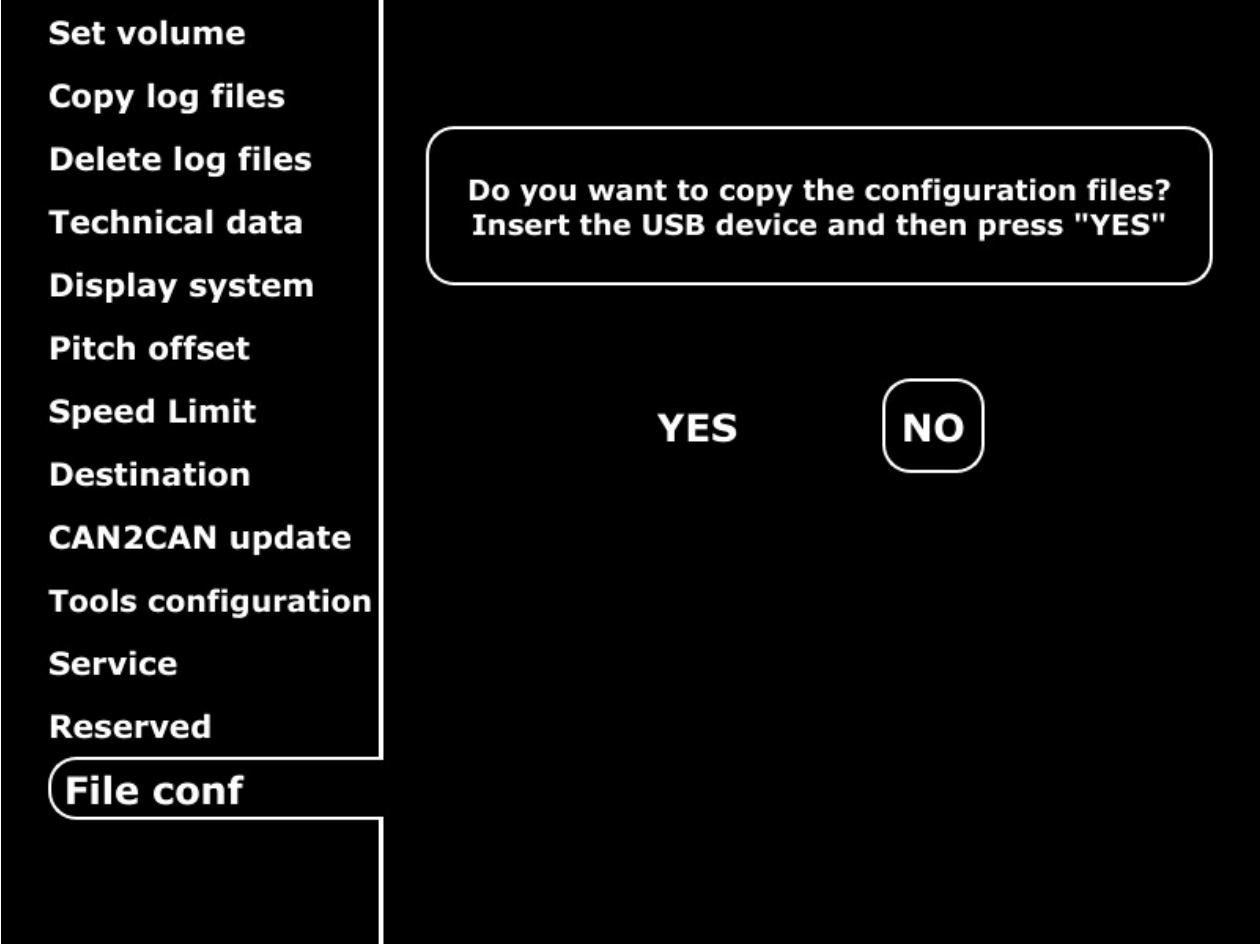 Set volume
Copy log files
Delete log files
Technical data
Display system
Pitch offset
Speed Limit
Destination
CAN2CAN update
Tools configuration
Service
Reserved
File conf
Do you want to copy the configuration files?
Insert the USB device and then press "YES"
YES
NO